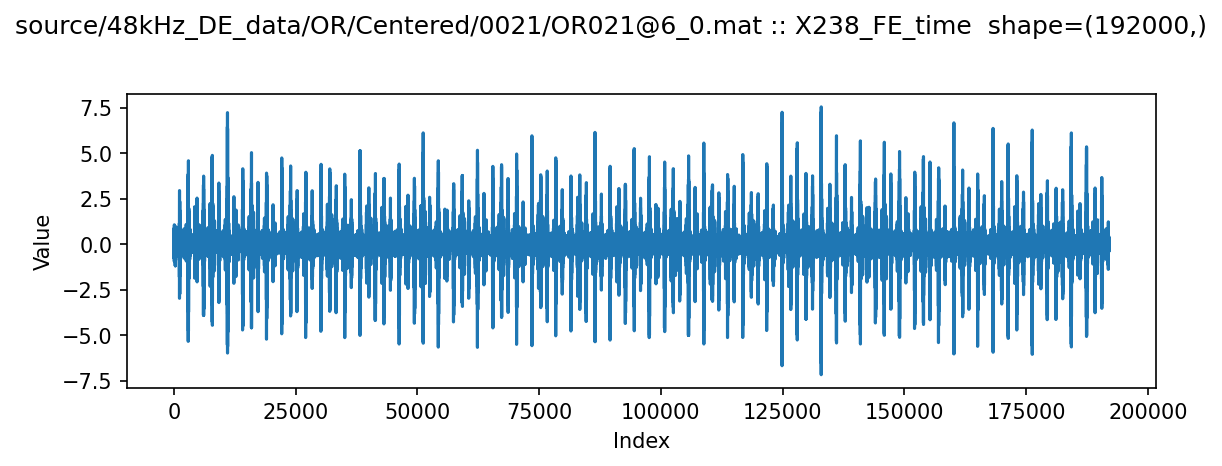 source/48kHz_DE_data/OR/Centered/0021/OR021@6_0.mat :: X238_FE_time  shape=(192000,)
7.5
5.0
2.5
0.0
−2.5
−5.0
−7.5
Value
0 25000 50000 75000 100000 125000 150000 175000 200000
Index